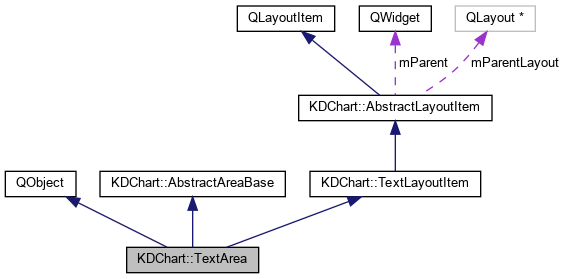 QLayoutItem QWidget QLayout *
mParent mParentLayout
KDChart::AbstractLayoutItem
QObject KDChart::AbstractAreaBase KDChart::TextLayoutItem
KDChart::TextArea